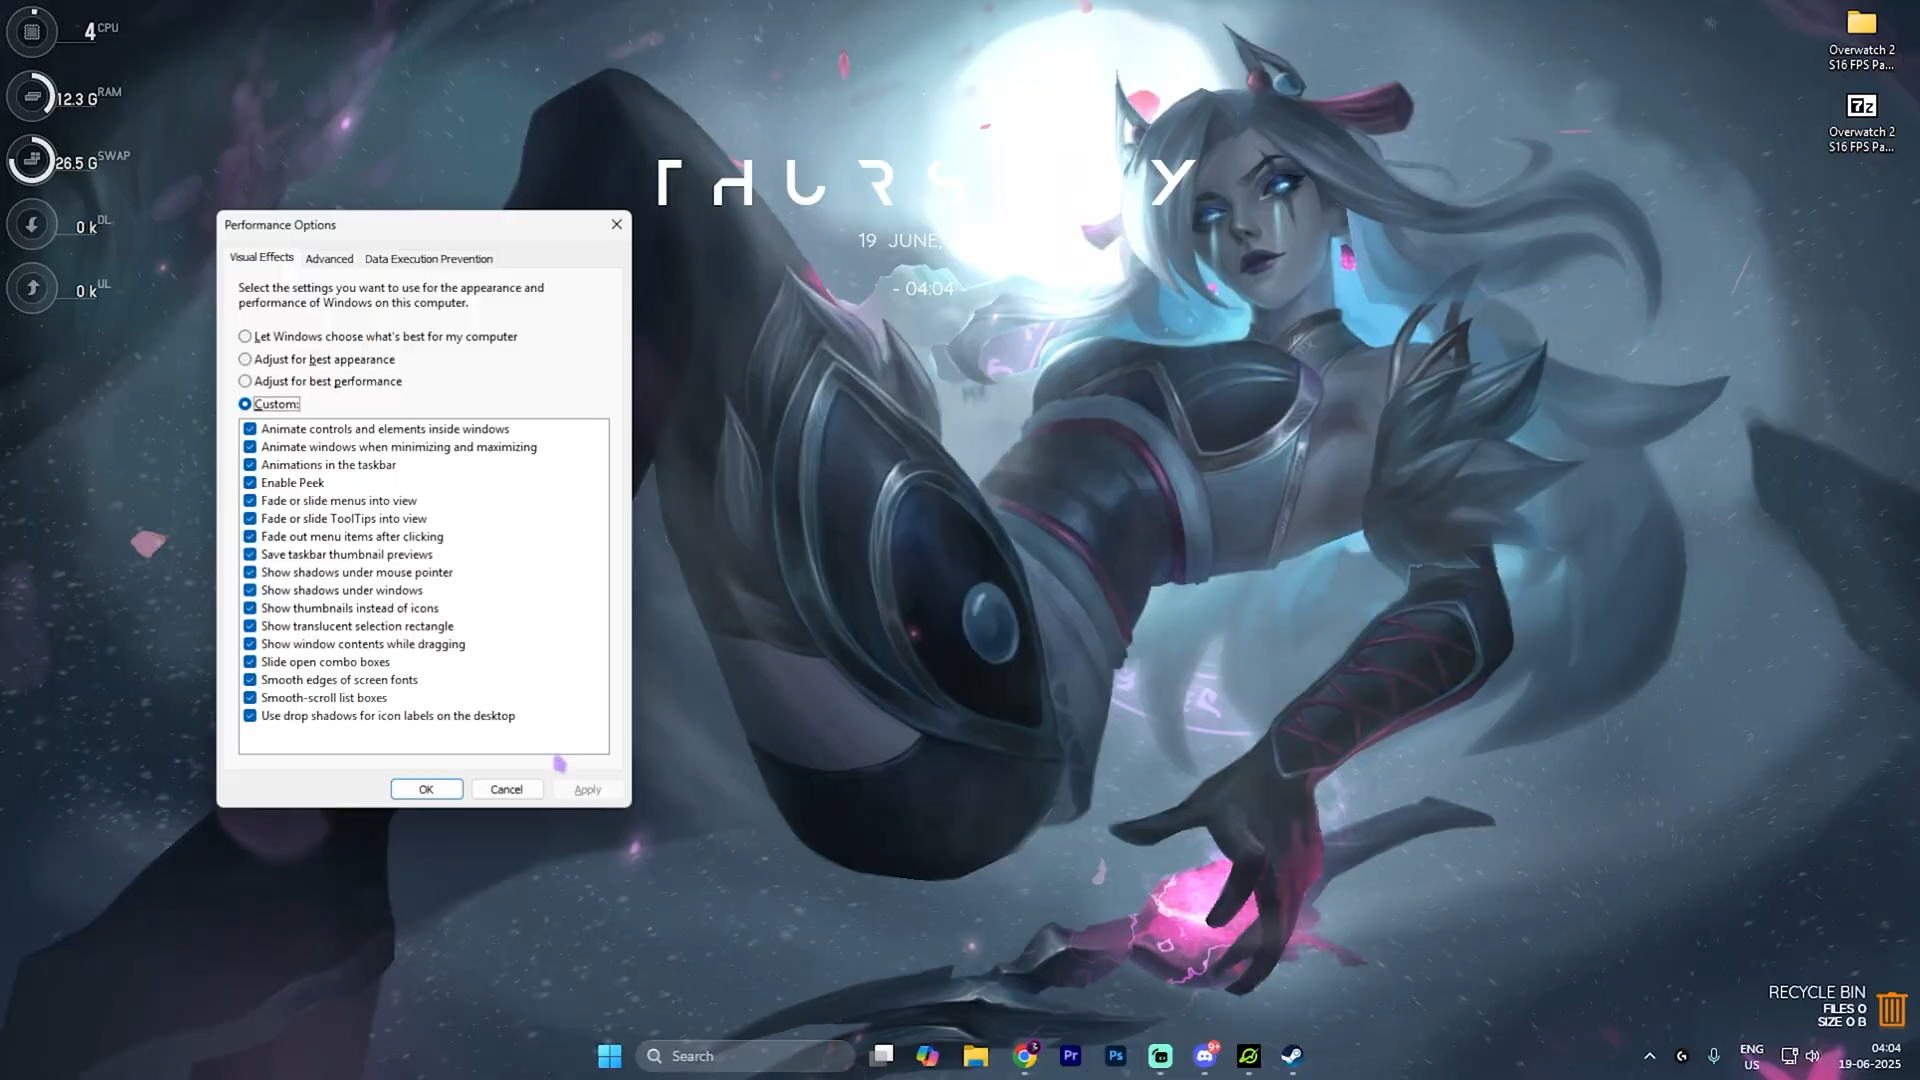 4 CPU
12.3 G RAM
26.5 G SWAP
0 k DL
0 k UL
THURSDAY
19 JUNE,
- 04:04 -
Overwatch 2
S16 FPS Pa...
7z
Overwatch 2
S16 FPS Pa...
Performance Options
Visual Effects
Advanced
Data Execution Prevention
Select the settings you want to use for the appearance and
performance of Windows on this computer.
Let Windows choose what's best for my computer
Adjust for best appearance
Adjust for best performance
Custom:
Animate controls and elements inside windows
Animate windows when minimizing and maximizing
Animations in the taskbar
Enable Peek
Fade or slide menus into view
Fade or slide ToolTips into view
Fade out menu items after clicking
Save taskbar thumbnail previews
Show shadows under mouse pointer
Show shadows under windows
Show thumbnails instead of icons
Show translucent selection rectangle
Show window contents while dragging
Slide open combo boxes
Smooth edges of screen fonts
Smooth-scroll list boxes
Use drop shadows for icon labels on the desktop
OK
Cancel
Apply
RECYCLE BIN
FILES 0
SIZE 0 B
Search
3
Pr
Ps
9+
ENG
US
04:04
19-06-2025